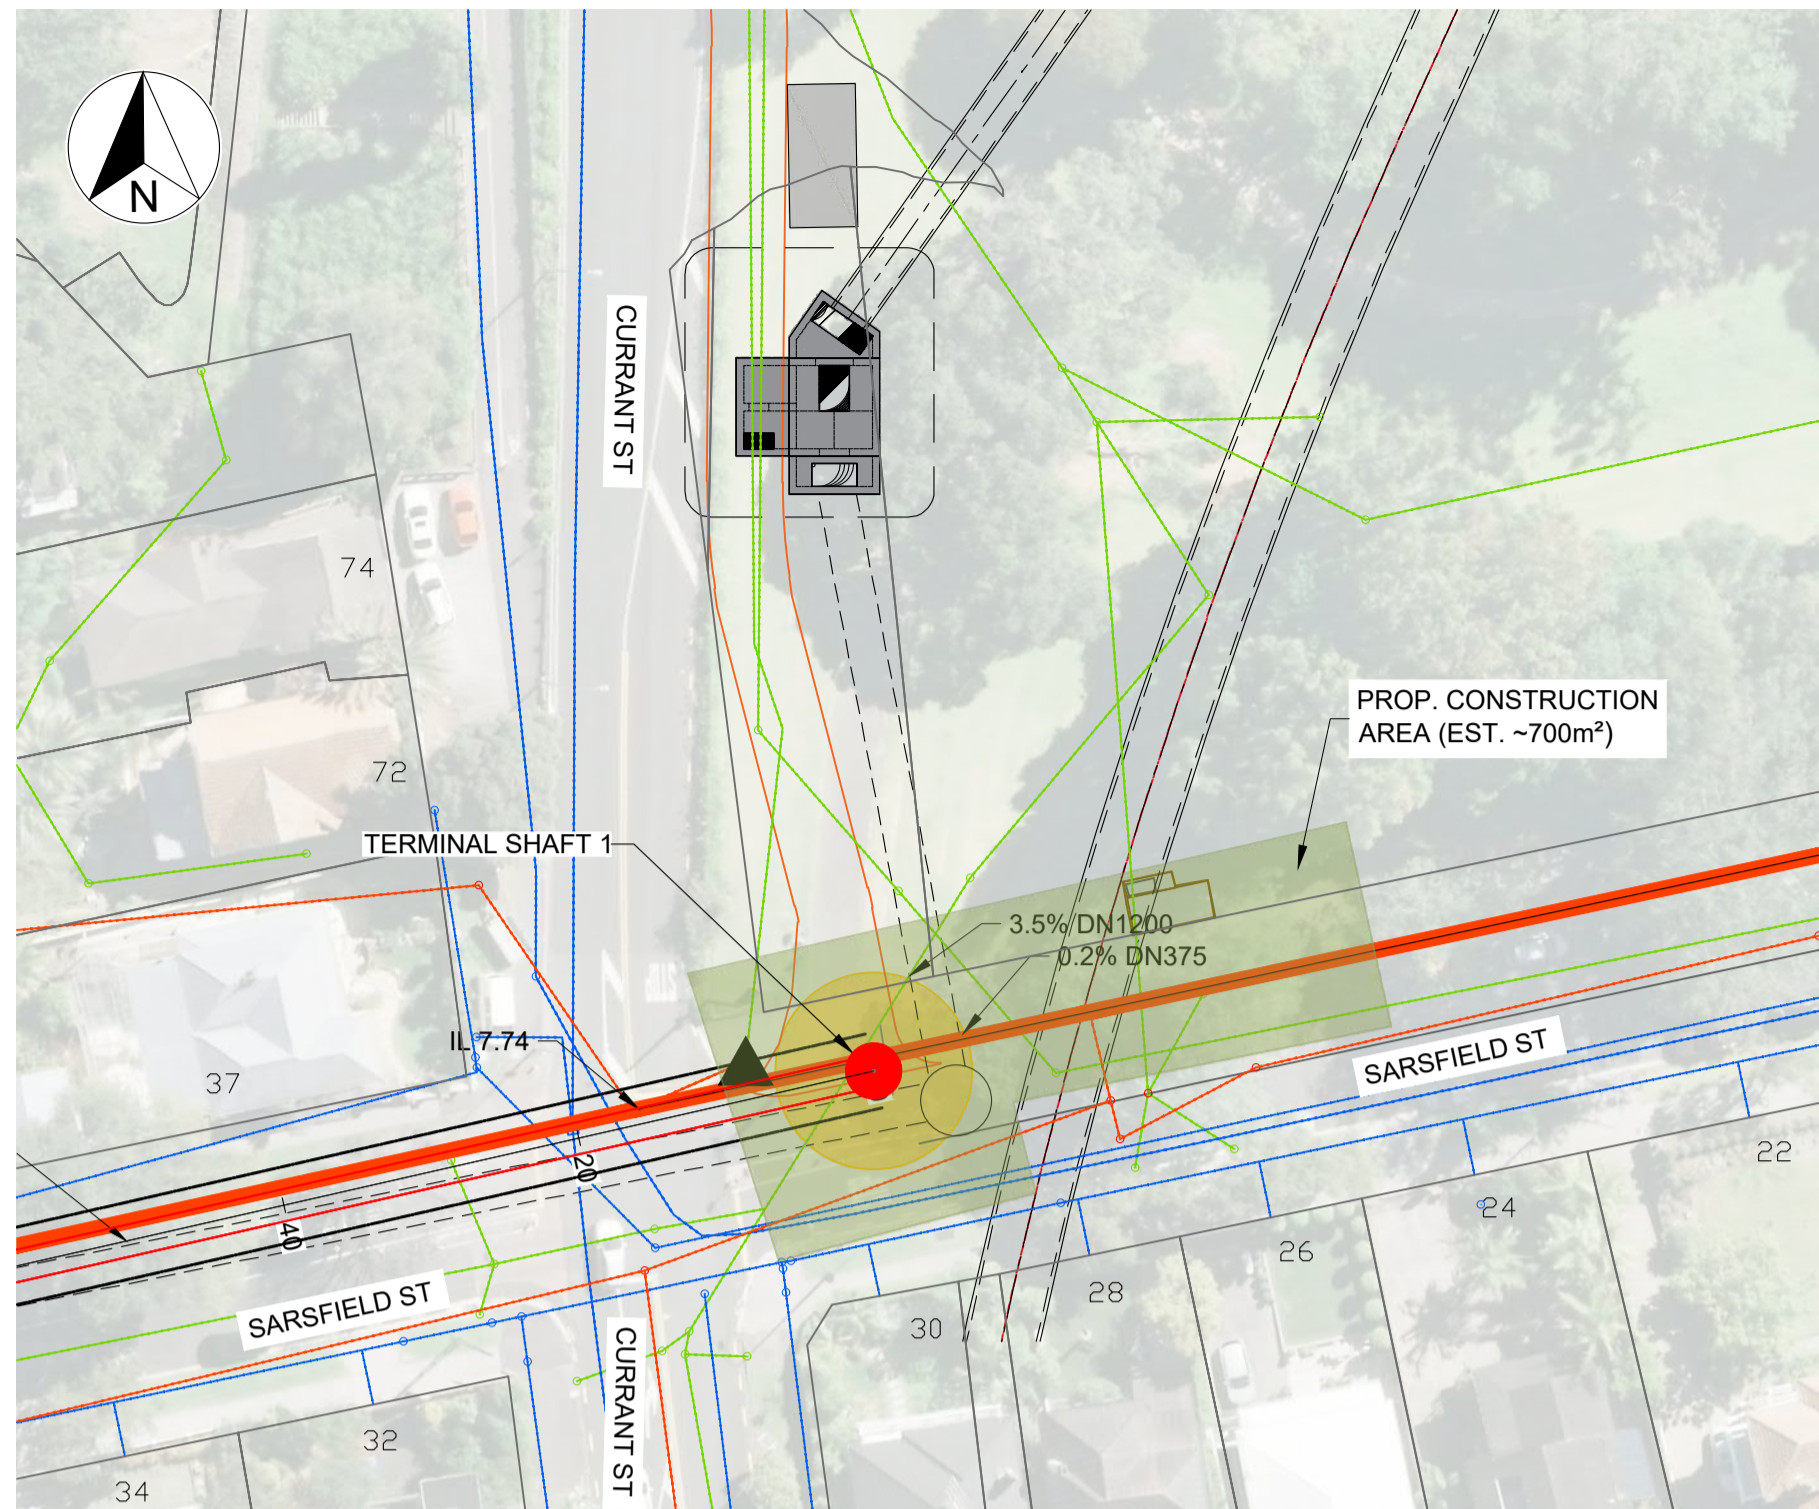 N
CURRANT ST
74
PROP. CONSTRUCTION
AREA (EST. ~700m²)
72
TERMINAL SHAFT 1
3.5% DN1200
0.2% DN375
IL 7.74
37
SARSFIELD ST
20
40
22
24
26
28
30
SARSFIELD ST
CURRANT ST
32
34